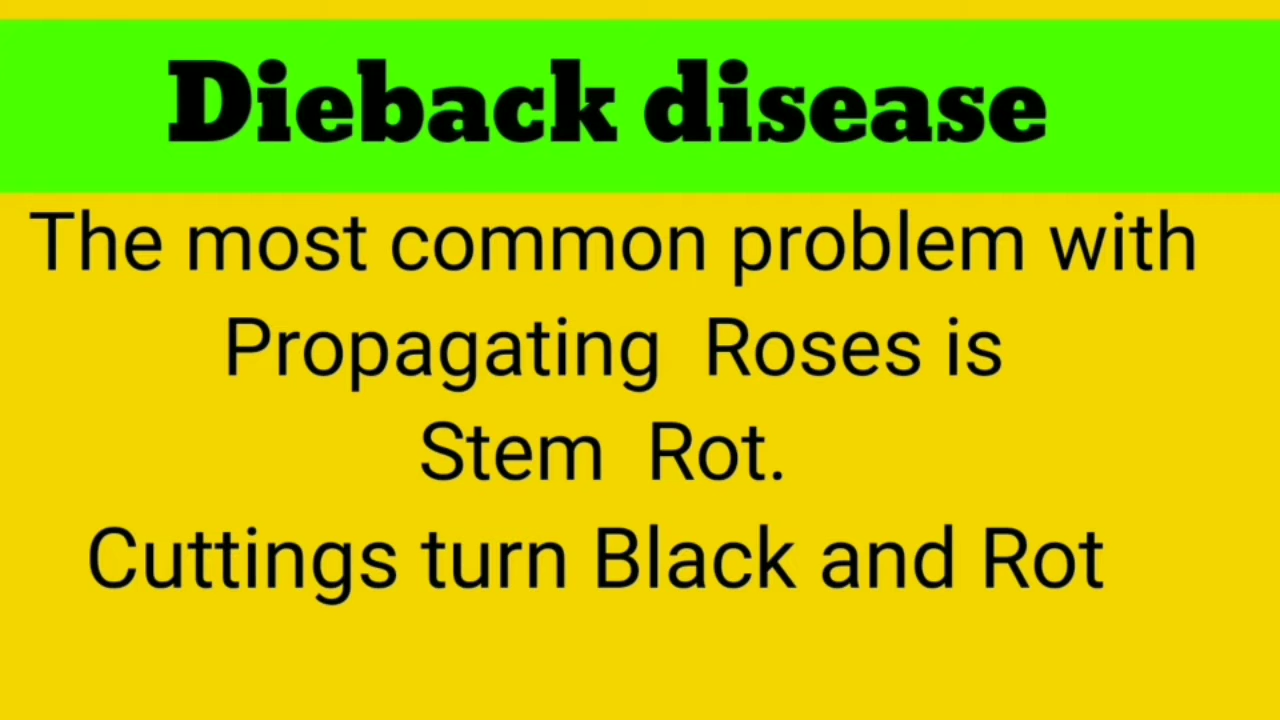 Dieback disease
The most common problem with
Propagating Roses is
Stem Rot.
Cuttings turn Black and Rot